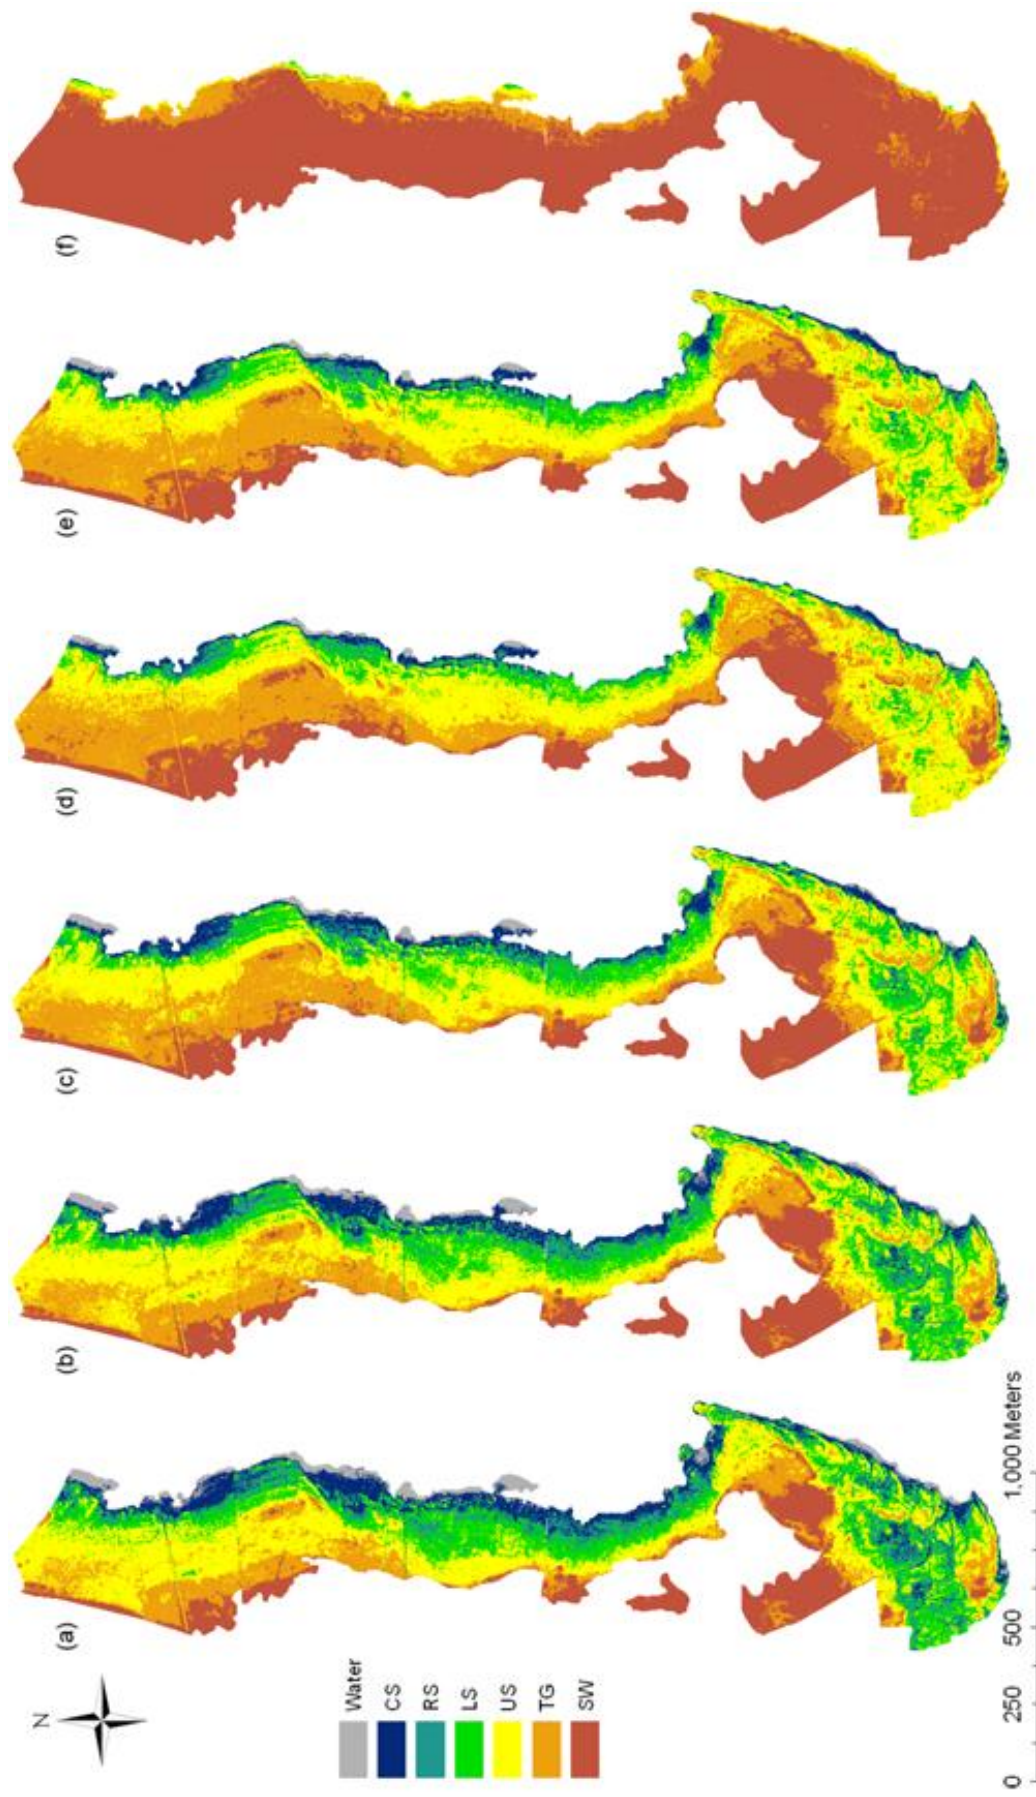 N
(a)
(b)
(c)
(d)
(e)
(f)
Water
CS
RS
LS
US
TG
SW
0 250 500 1.000 Meters